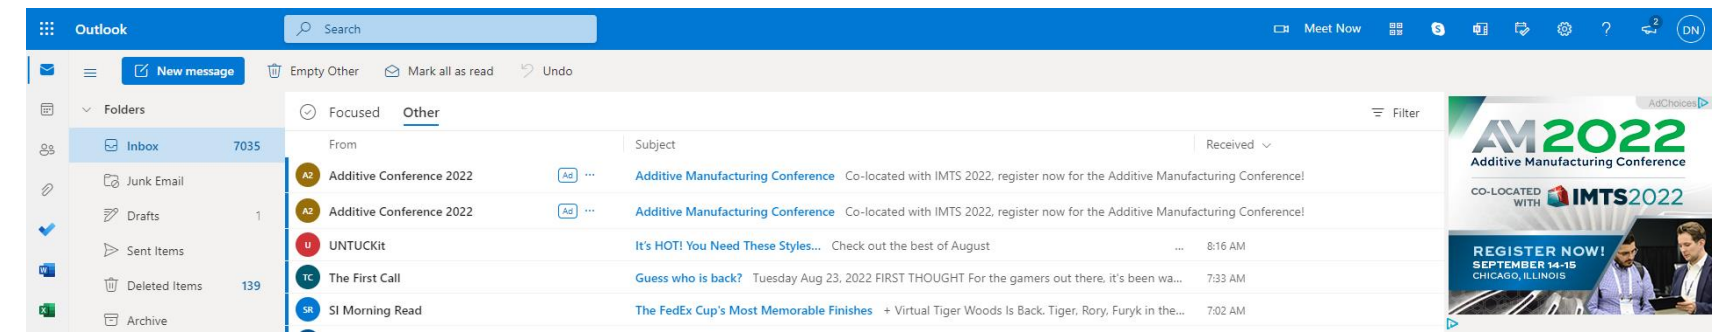 Outlook
Search
Meet Now
2
DN
New message
Empty Other
Mark all as read
Undo
Folders
Inbox 7035
Junk Email
Drafts 1
Sent Items
Deleted Items 139
Archive
Focused Other
Filter
From Subject Received
A2 Additive Conference 2022 Ad ... Additive Manufacturing Conference Co-located with IMTS 2022, register now for the Additive Manufacturing Conference!
A2 Additive Conference 2022 Ad ... Additive Manufacturing Conference Co-located with IMTS 2022, register now for the Additive Manufacturing Conference!
U UNTUCKit It's HOT! You Need These Styles... Check out the best of August ... 8:16 AM
TC The First Call Guess who is back? Tuesday Aug 23, 2022 FIRST THOUGHT For the gamers out there, it's been wa... 7:33 AM
SR SI Morning Read The FedEx Cup's Most Memorable Finishes + Virtual Tiger Woods Is Back. Tiger, Rory, Furyk in the... 7:02 AM
AdChoices
AM2022
Additive Manufacturing Conference
CO-LOCATED
WITH
IMTS2022
REGISTER NOW!
SEPTEMBER 14-15
CHICAGO, ILLINOIS